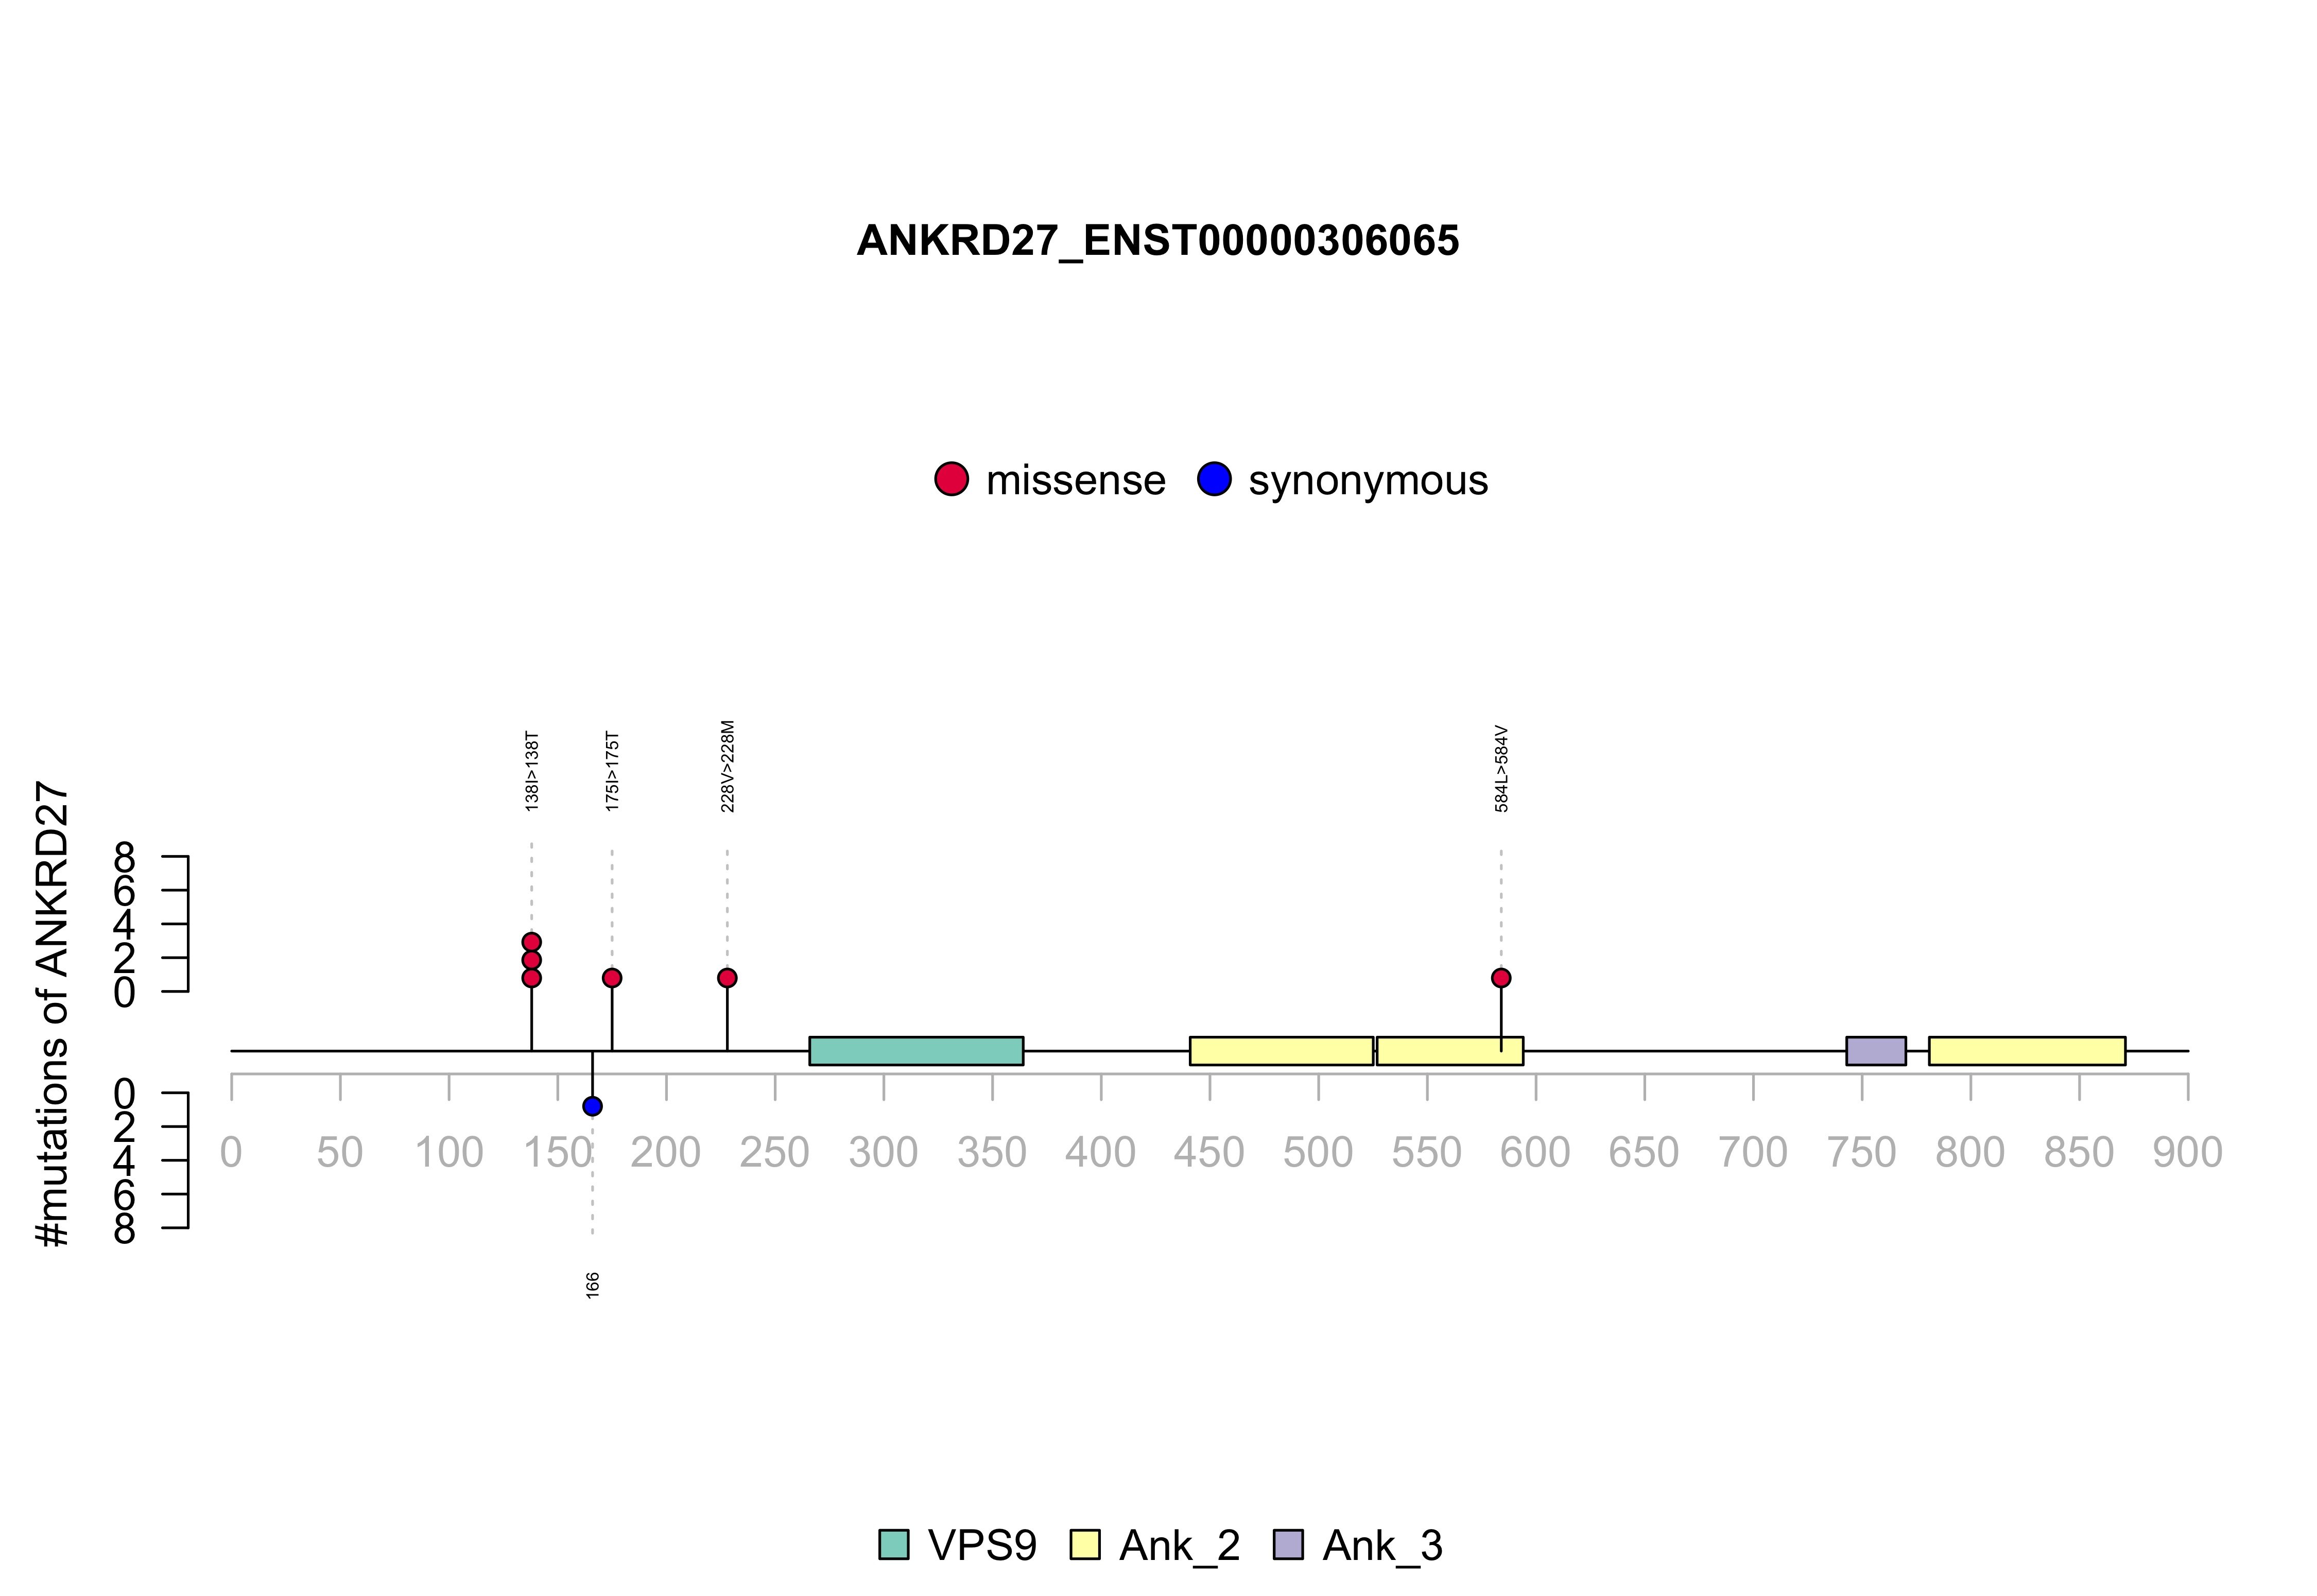 ANKRD27_ENST00000306065
missense synonymous
138I>138T
175I>175T
228V>228M
584L>584V
#mutations of ANKRD27
8
6
4
2
0
0
2
4
6
8
0 50 100 150 200 250 300 350 400 450 500 550 600 650 700 750 800 850 900
166
VPS9 Ank_2 Ank_3